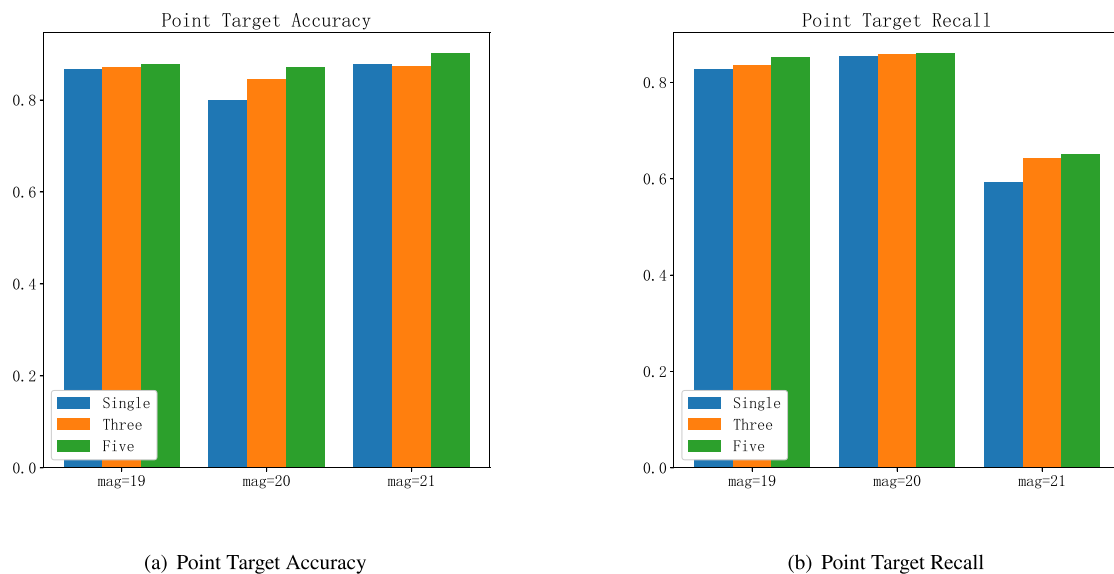 Point Target Accuracy
0.8
0.6
0.4
0.2
0.0
Single
Three
Five
mag=19
mag=20
mag=21
(a) Point Target Accuracy
Point Target Recall
0.8
0.6
0.4
0.2
0.0
Single
Three
Five
mag=19
mag=20
mag=21
(b) Point Target Recall